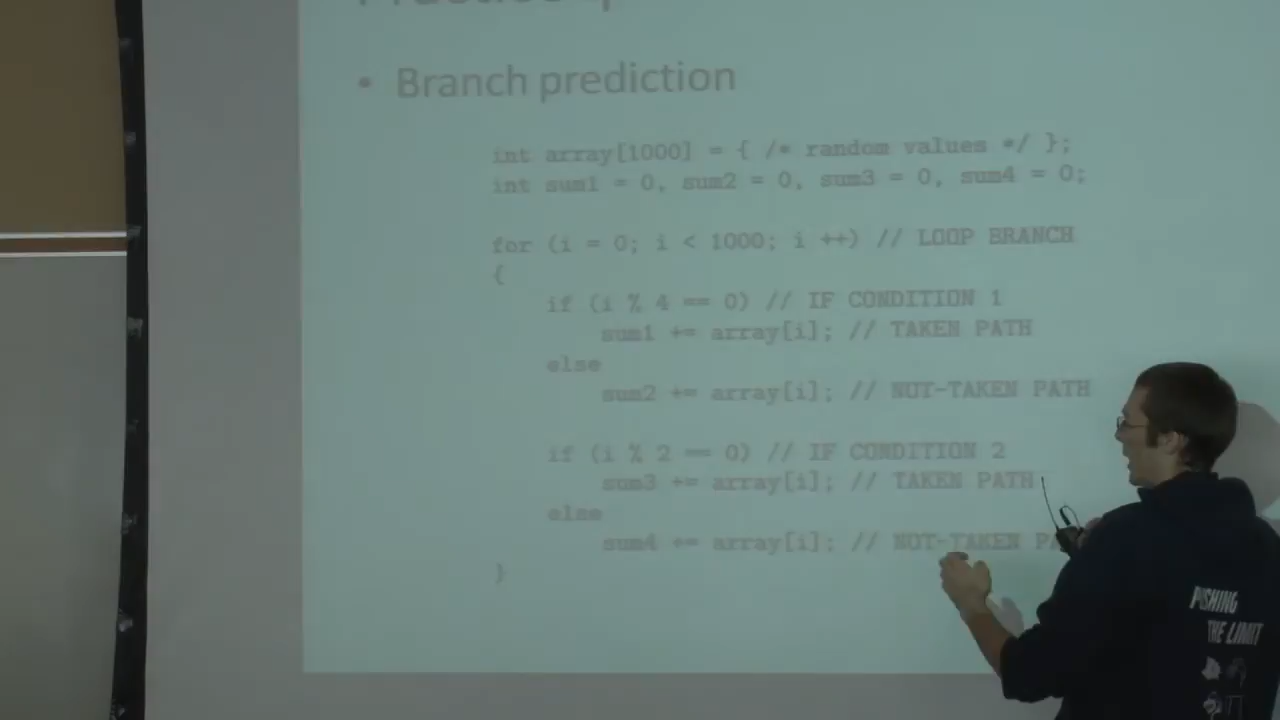 • Branch prediction
int array[1000] = { /* random values */ };
int sum1 = 0, sum2 = 0, sum3 = 0, sum4 = 0;
for (i = 0; i < 1000; i ++) // LOOP BRANCH
{
if (i % 4 == 0) // IF CONDITION 1
sum1 += array[i]; // TAKEN PATH
else
sum2 += array[i]; // NOT-TAKEN PATH
if (i % 2 == 0) // IF CONDITION 2
sum3 += array[i]; // TAKEN PATH
else
sum4 += array[i]; // NOT-TAKEN
}
PUSHING
THE LIMIT